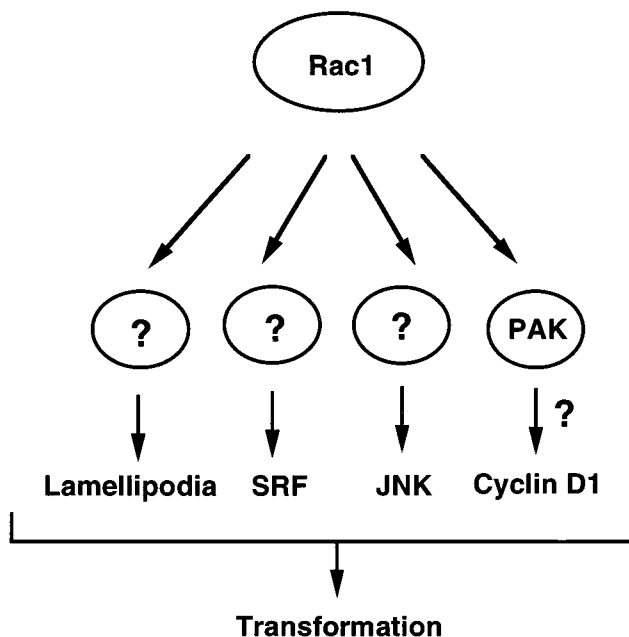 Rac1
? ? ? PAK
?
Lamellipodia SRF JNK Cyclin D1
Transformation